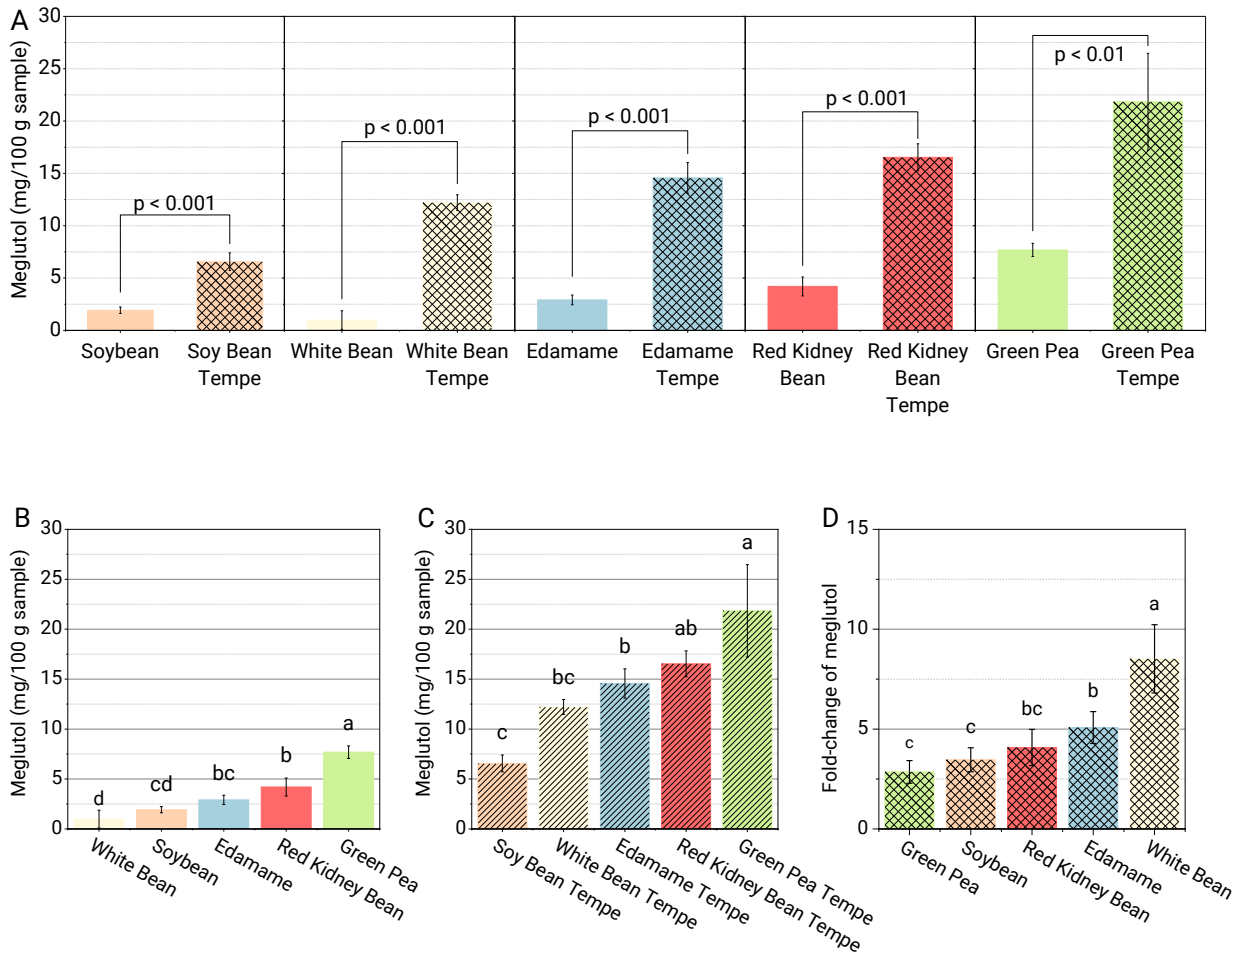 A
Meglutol (mg/100 g sample)
30
25
20
15
10
5
0
p < 0.001
p < 0.001
p < 0.001
p < 0.001
p < 0.01
Soybean
Soy Bean
Tempe
White Bean
White Bean
Tempe
Edamame
Edamame
Tempe
Red Kidney
Bean
Red Kidney
Bean
Tempe
Green Pea
Green Pea
Tempe
B
Meglutol (mg/100 g sample)
30
25
20
15
10
5
0
d
cd
bc
b
a
White Bean
Soybean
Edamame
Red Kidney Bean
Green Pea
C
Meglutol (mg/100 g sample)
30
25
20
15
10
5
0
c
bc
b
ab
a
Soy Bean Tempe
White Bean Tempe
Edamame Tempe
Red Kidney Bean Tempe
Green Pea Tempe
D
Fold-change of meglutol
15
10
5
0
c
c
bc
b
a
Green Pea
Soybean
Red Kidney Bean
Edamame
White Bean